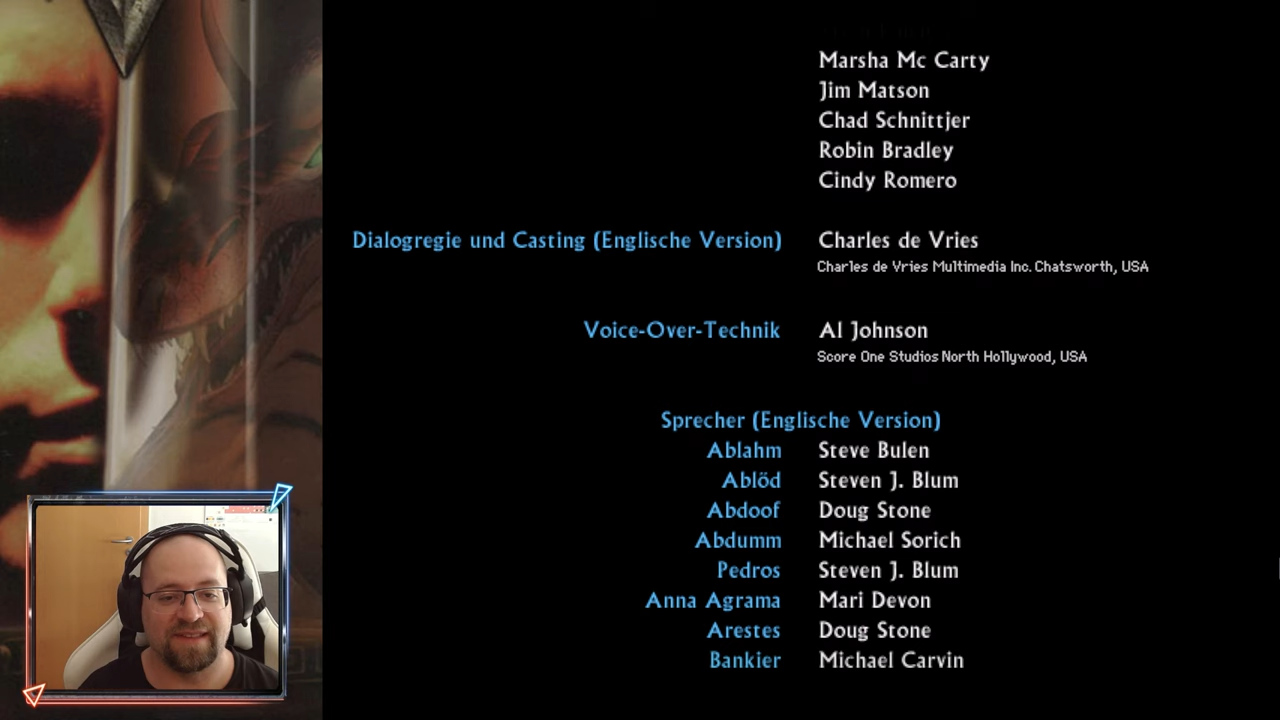 Marsha Mc Carty
Jim Matson
Chad Schnittjer
Robin Bradley
Cindy Romero
Dialogregie und Casting (Englische Version) Charles de Vries
Charles de Vries Multimedia Inc. Chatsworth, USA
Voice-Over-Technik Al Johnson
Score One Studios North Hollywood, USA
Sprecher (Englische Version)
Ablahm Steve Bulen
Ablöd Steven J. Blum
Abdoof Doug Stone
Abdumm Michael Sorich
Pedros Steven J. Blum
Anna Agrama Mari Devon
Arestes Doug Stone
Bankier Michael Carvin